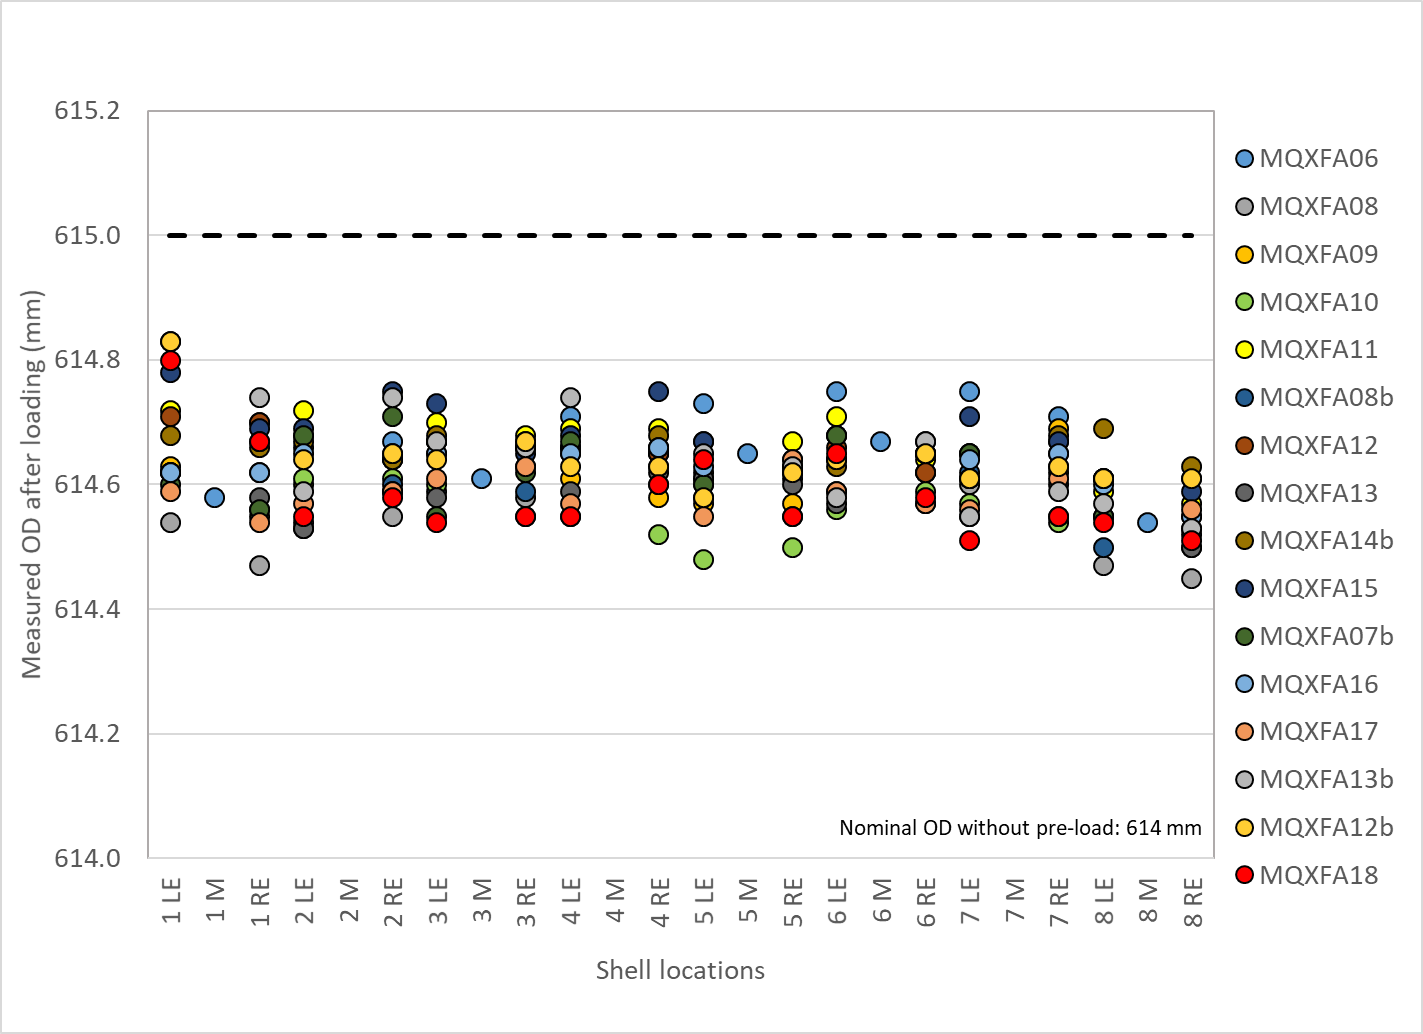 615.2
615.0
614.8
614.6
614.4
614.2
614.0
Measured OD after loading (mm)
Nominal OD without pre-load: 614 mm
1 LE
1 M
1 RE
2 LE
2 M
2 RE
3 LE
3 M
3 RE
4 LE
4 M
4 RE
5 LE
5 M
5 RE
6 LE
6 M
6 RE
7 LE
7 M
7 RE
8 LE
8 M
8 RE
Shell locations
MQXFA06
MQXFA08
MQXFA09
MQXFA10
MQXFA11
MQXFA08b
MQXFA12
MQXFA13
MQXFA14b
MQXFA15
MQXFA07b
MQXFA16
MQXFA17
MQXFA13b
MQXFA12b
MQXFA18